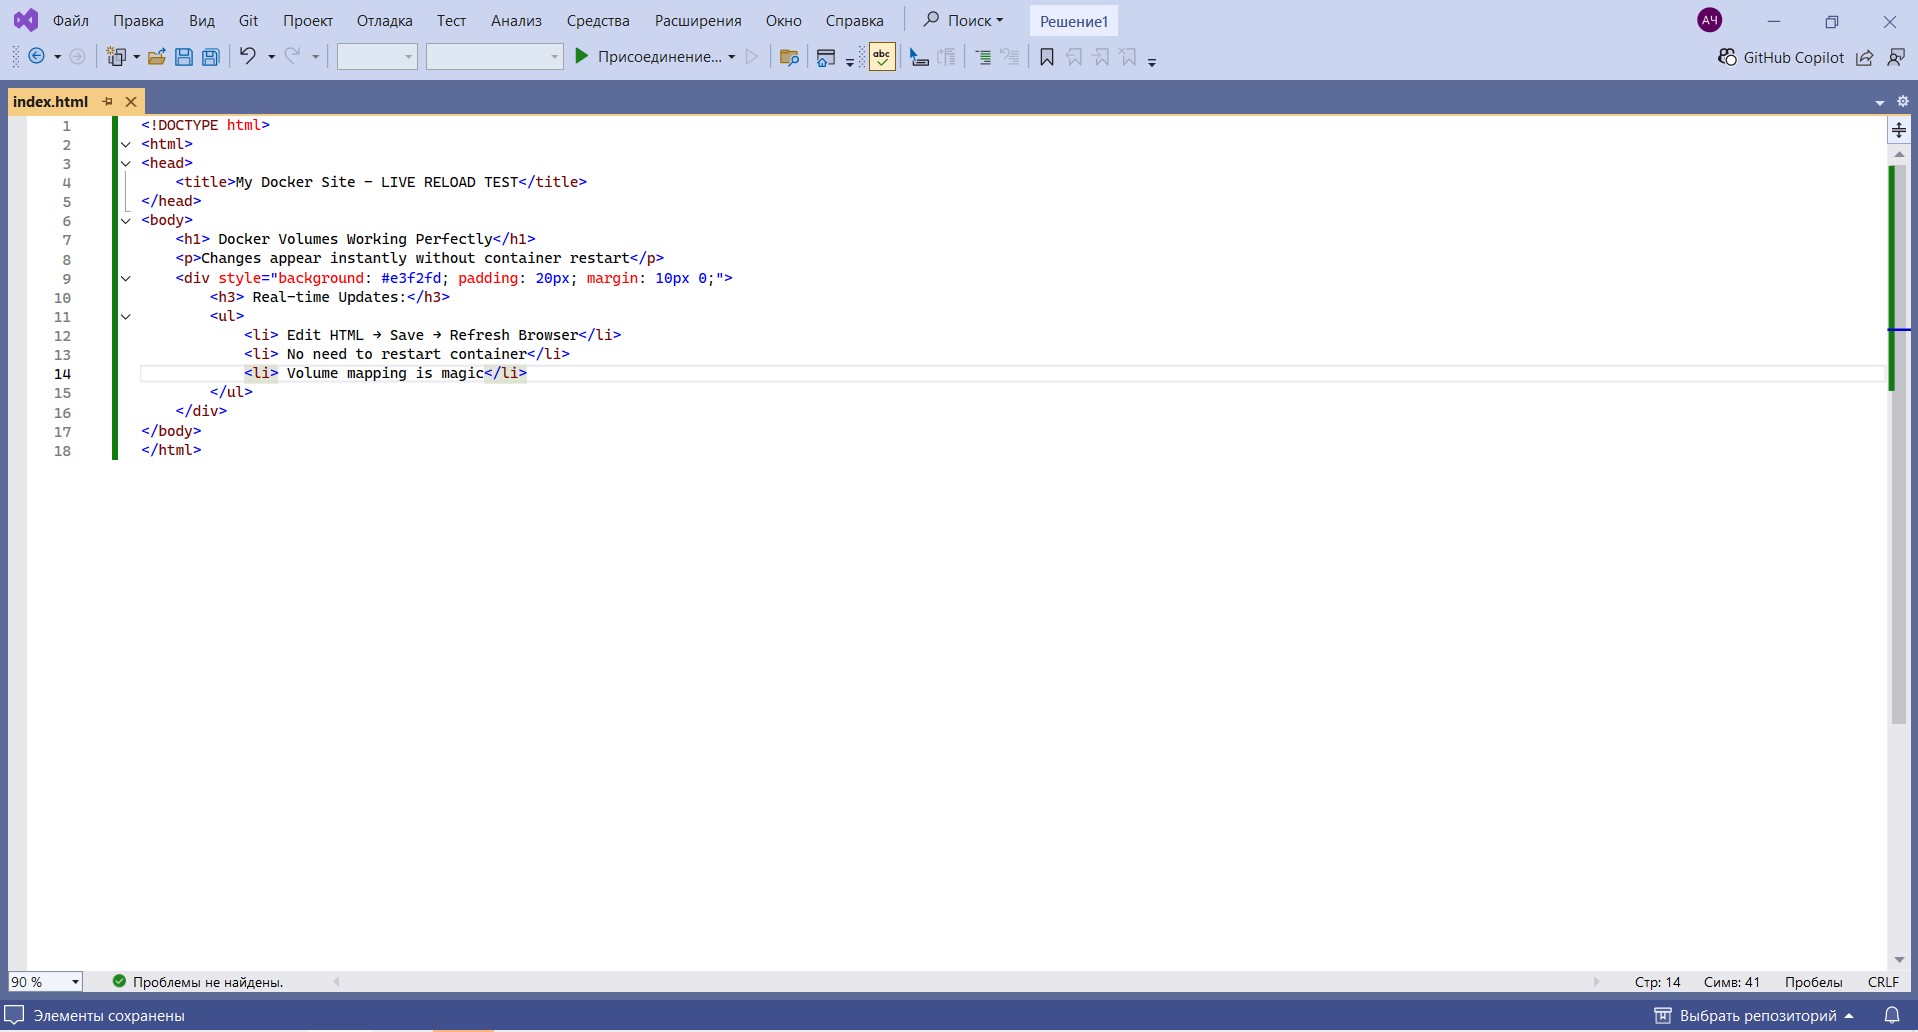 Файл Правка Вид Git Проект Отладка Тест Анализ Средства Расширения Окно Справка Поиск Решение1 АЧ
Присоединение... abc GitHub Copilot
index.html
1 <!DOCTYPE html>
2 <html>
3 <head>
4 <title>My Docker Site - LIVE RELOAD TEST</title>
5 </head>
6 <body>
7 <h1> Docker Volumes Working Perfectly</h1>
8 <p>Changes appear instantly without container restart</p>
9 <div style="background: #e3f2fd; padding: 20px; margin: 10px 0;">
10 <h3> Real-time Updates:</h3>
11 <ul>
12 <li> Edit HTML → Save → Refresh Browser</li>
13 <li> No need to restart container</li>
14 <li> Volume mapping is magic</li>
15 </ul>
16 </div>
17 </body>
18 </html>
90 % Проблемы не найдены. Стр: 14 Симв: 41 Пробелы CRLF
Элементы сохранены Выбрать репозиторий